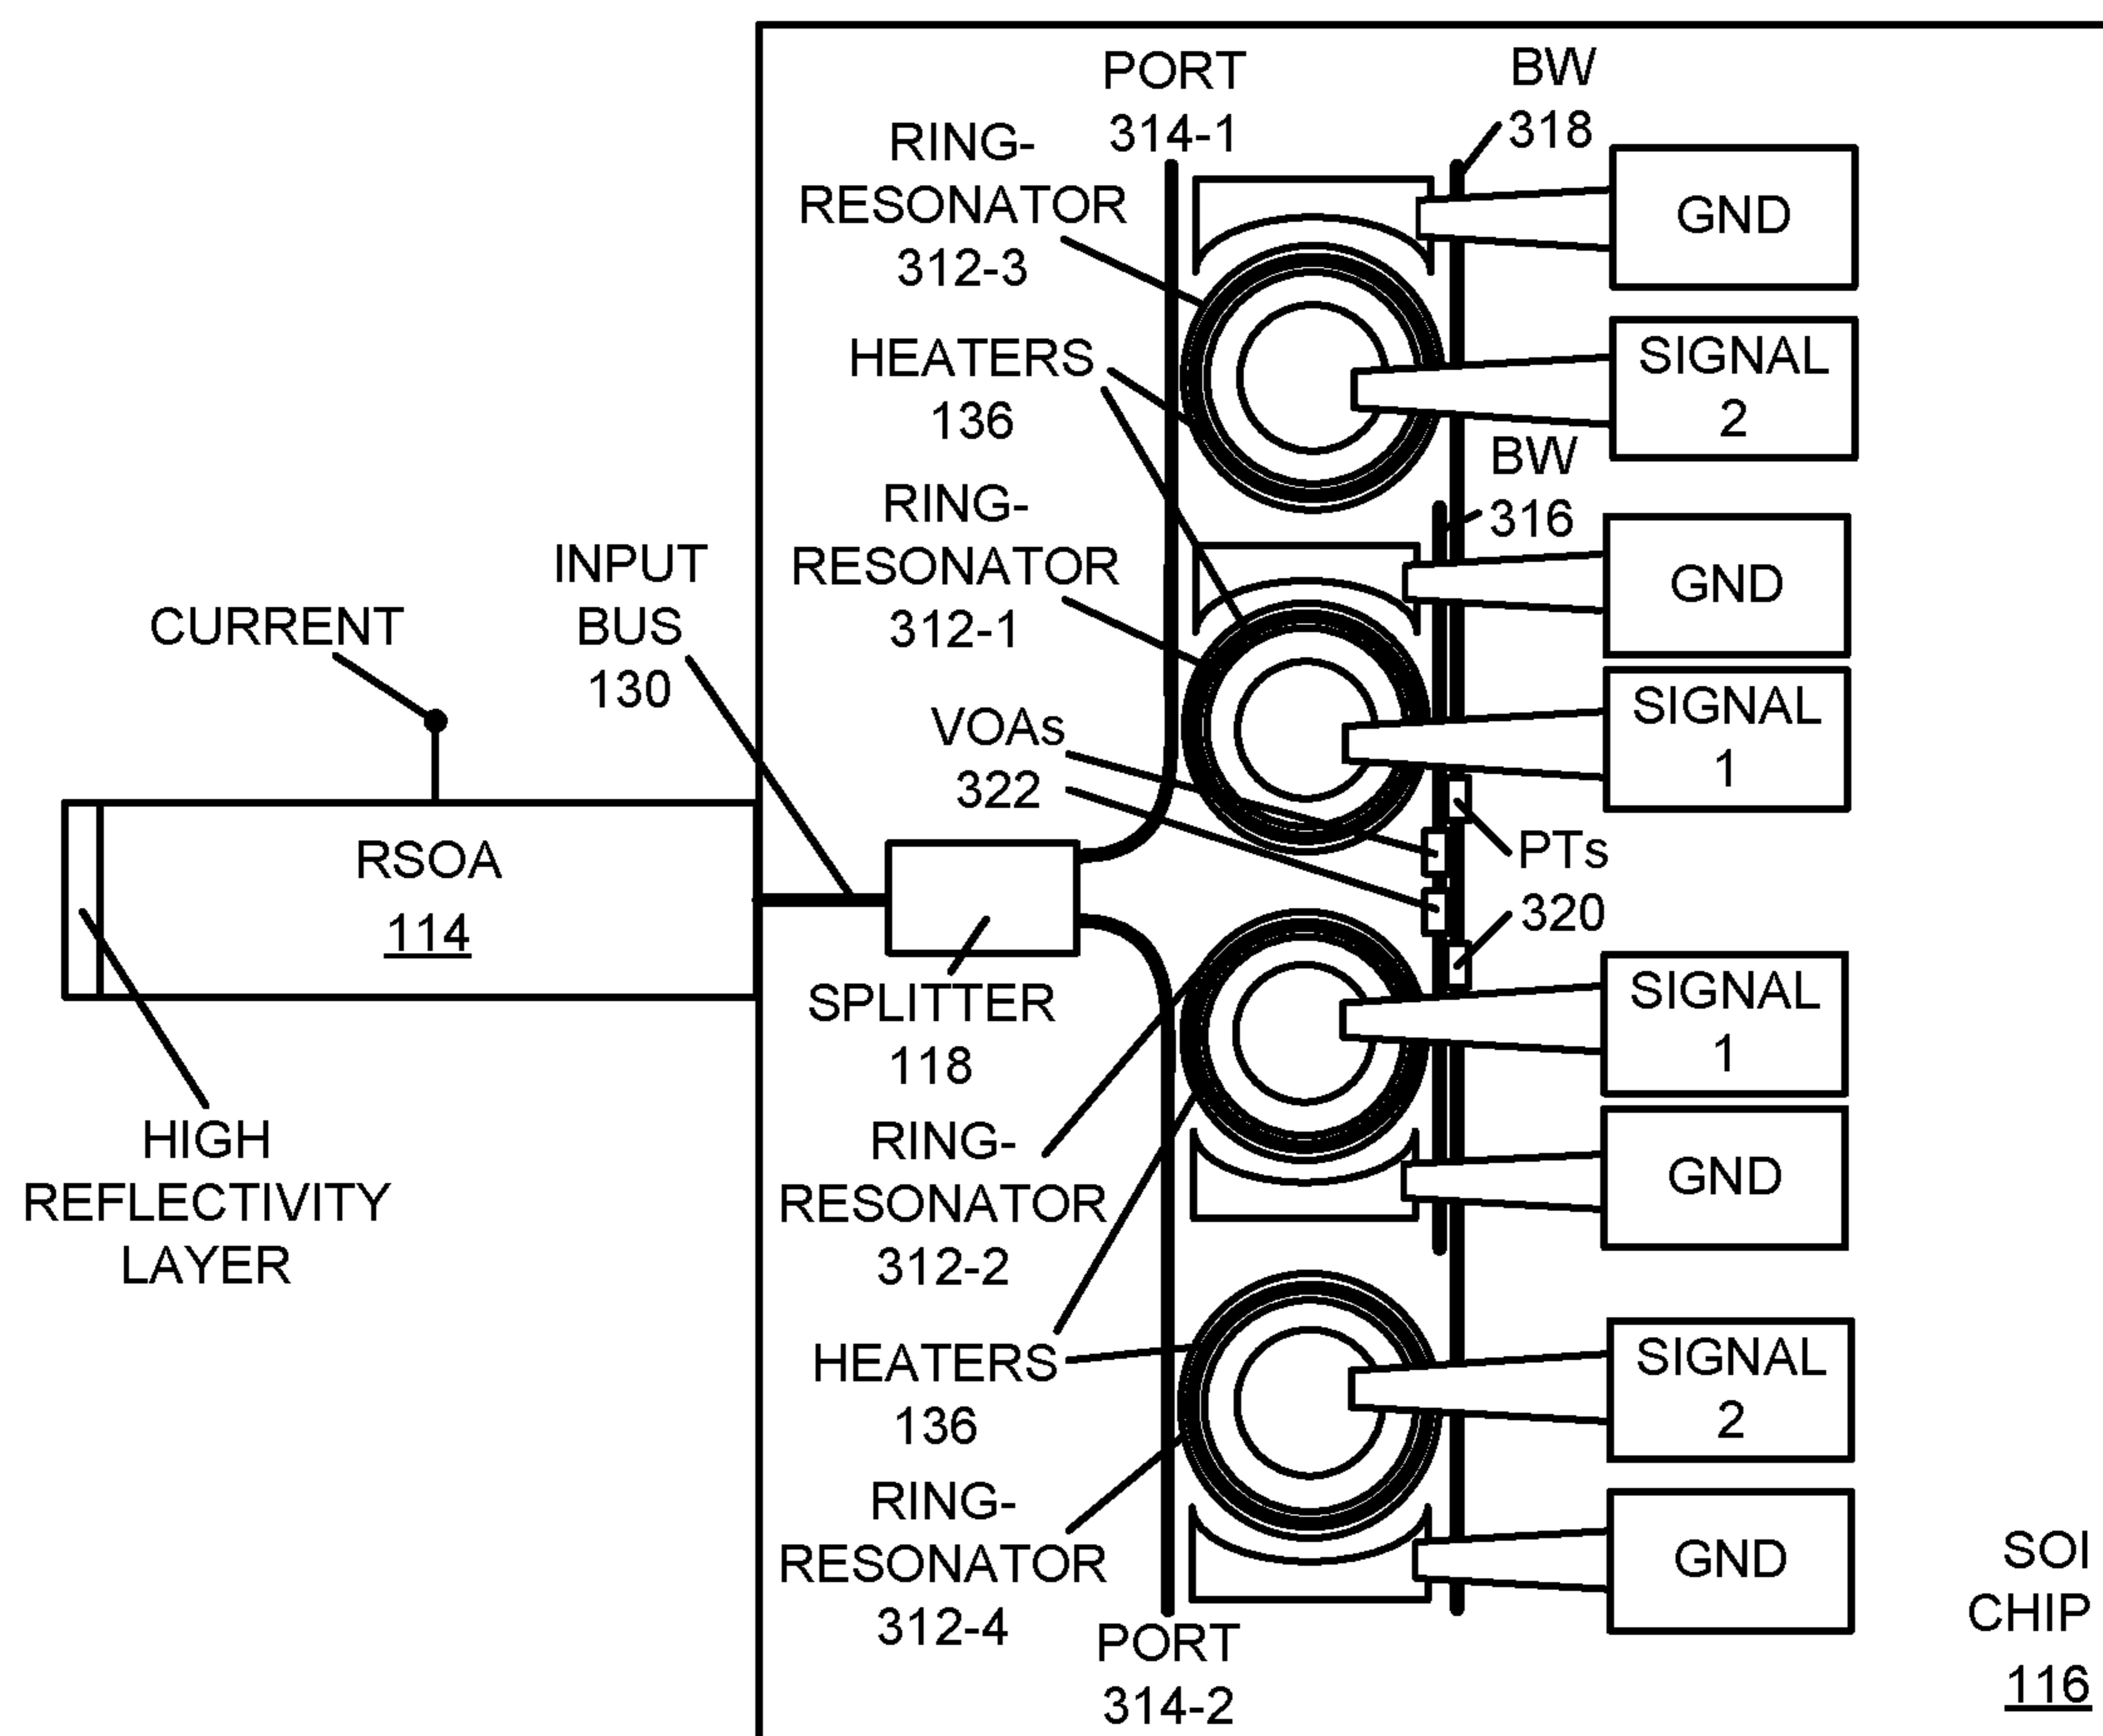 PORT
314-1
BW
318
RING-
RESONATOR
312-3
GND
HEATERS
136
SIGNAL
2
BW
316
RING-
RESONATOR
312-1
GND
INPUT
BUS
130
CURRENT
SIGNAL
1
VOAs
322
PTs
320
RSOA
114
SPLITTER
118
SIGNAL
1
HIGH
REFLECTIVITY
LAYER
RING-
RESONATOR
312-2
GND
HEATERS
136
SIGNAL
2
RING-
RESONATOR
312-4
GND
PORT
314-2
SOI
CHIP
116